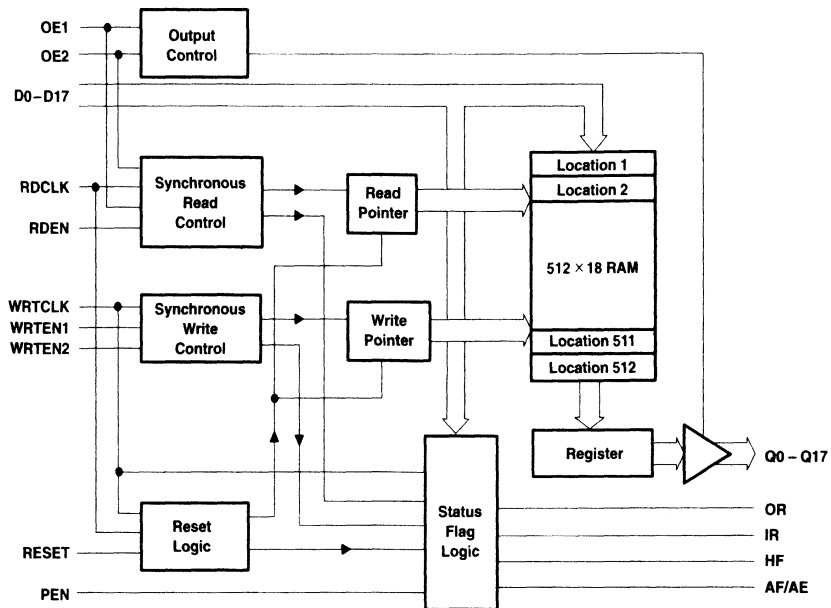 OE1
OE2
D0–D17
RDCLK
RDEN
WRTCLK
WRTEN1
WRTEN2
RESET
PEN
Output
Control
Synchronous
Read
Control
Synchronous
Write
Control
Reset
Logic
Read
Pointer
Write
Pointer
Location 1
Location 2
512 × 18 RAM
Location 511
Location 512
Register
Status
Flag
Logic
Q0 – Q17
OR
IR
HF
AF/AE